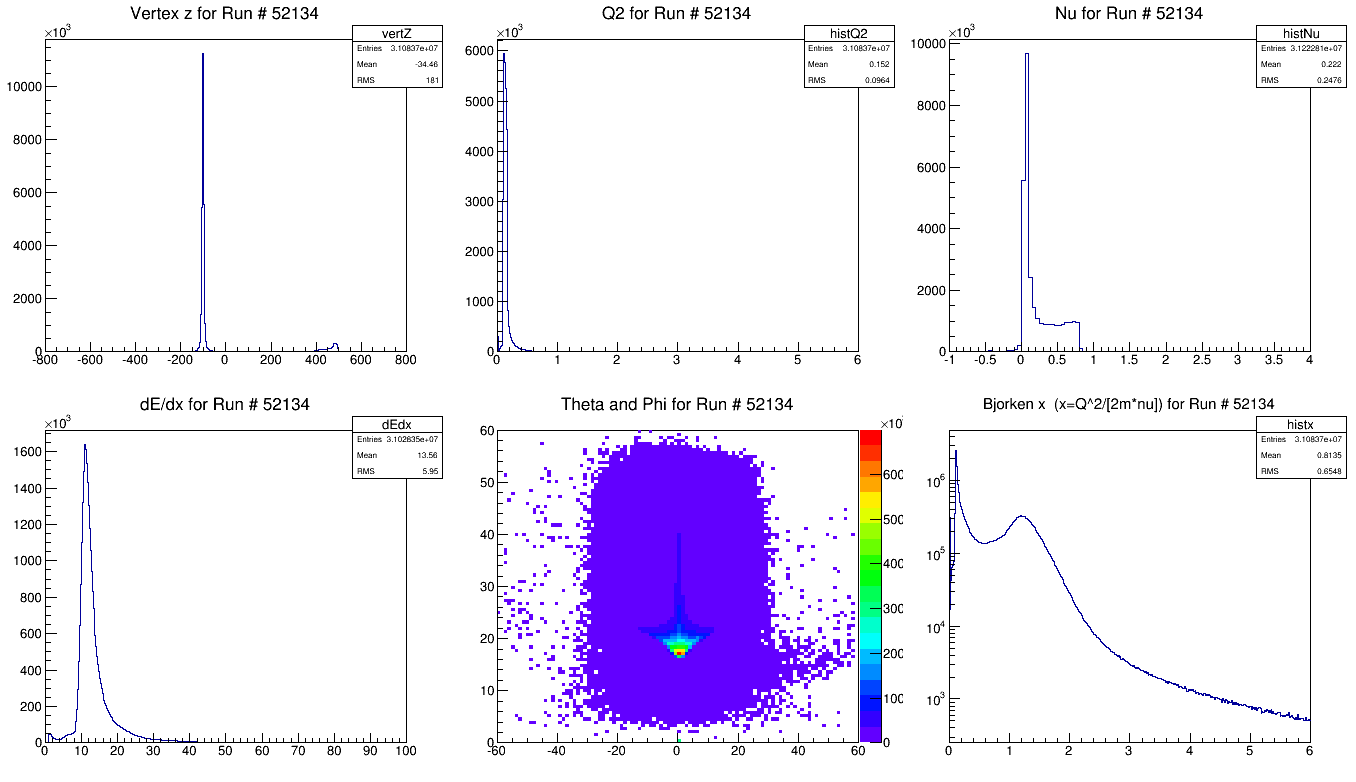 Vertex z for Run # 52134
×10³
vertZ
Entries 3.10837e+07
Mean -34.46
RMS 181
10000
8000
6000
4000
2000
0
-800 -600 -400 -200 0 200 400 600 800
Q2 for Run # 52134
×10³
histQ2
Entries 3.10837e+07
Mean 0.152
RMS 0.0964
6000
5000
4000
3000
2000
1000
0
0 1 2 3 4 5 6
Nu for Run # 52134
×10³
histNu
Entries 3.122281e+07
Mean 0.222
RMS 0.2476
10000
8000
6000
4000
2000
0
-1 -0.5 0 0.5 1 1.5 2 2.5 3 3.5 4
dE/dx for Run # 52134
×10³
dEdx
Entries 3.102835e+07
Mean 13.56
RMS 5.95
1600
1400
1200
1000
800
600
400
200
0
0 10 20 30 40 50 60 70 80 90 100
Theta and Phi for Run # 52134
60
50
40
30
20
10
0
-60 -40 -20 0 20 40 60
×10
600
500
400
300
200
100
0
Bjorken x (x=Q^2/[2m*nu]) for Run # 52134
histx
Entries 3.10837e+07
Mean 0.8135
RMS 0.6548
10⁶
10⁵
10⁴
10³
0 1 2 3 4 5 6